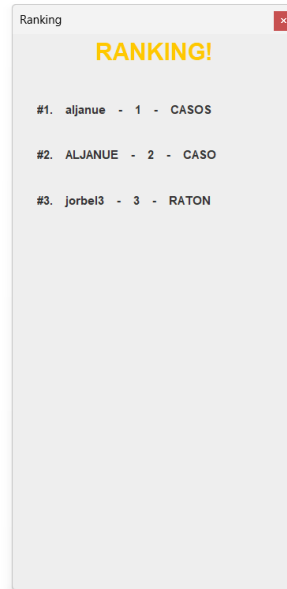 Ranking
RANKING!
#1. aljanue - 1 - CASOS
#2. ALJANUE - 2 - CASO
#3. jorbel3 - 3 - RATON